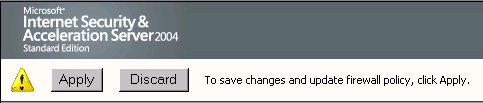 Microsoft®
Internet Security &
Acceleration Server 2004
Standard Edition
Apply Discard To save changes and update firewall policy, click Apply.